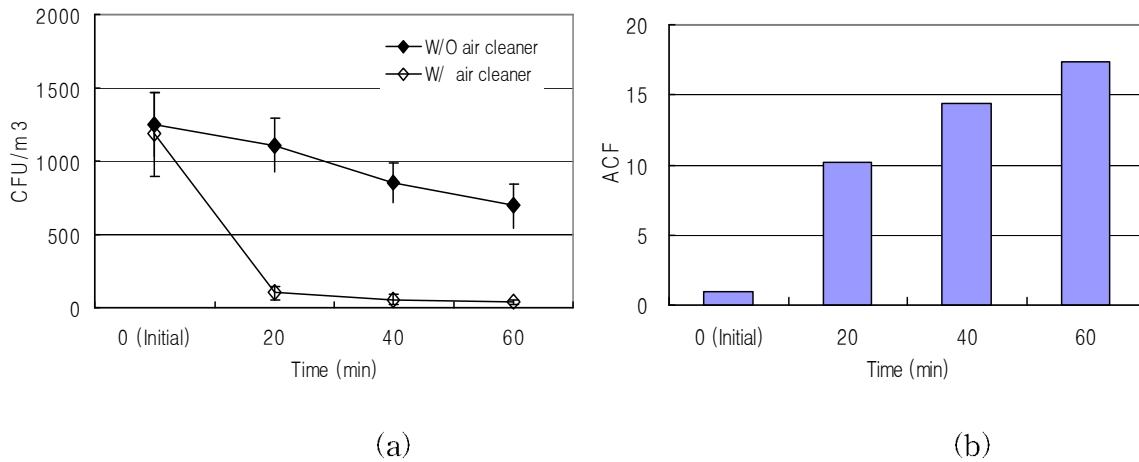 2000
1500
1000
500
0
CFU/m3
W/O air cleaner
W/ air cleaner
0 (Initial)
20
40
60
Time (min)
(a)
20
15
10
5
0
ACF
0 (Initial)
20
40
60
Time (min)
(b)